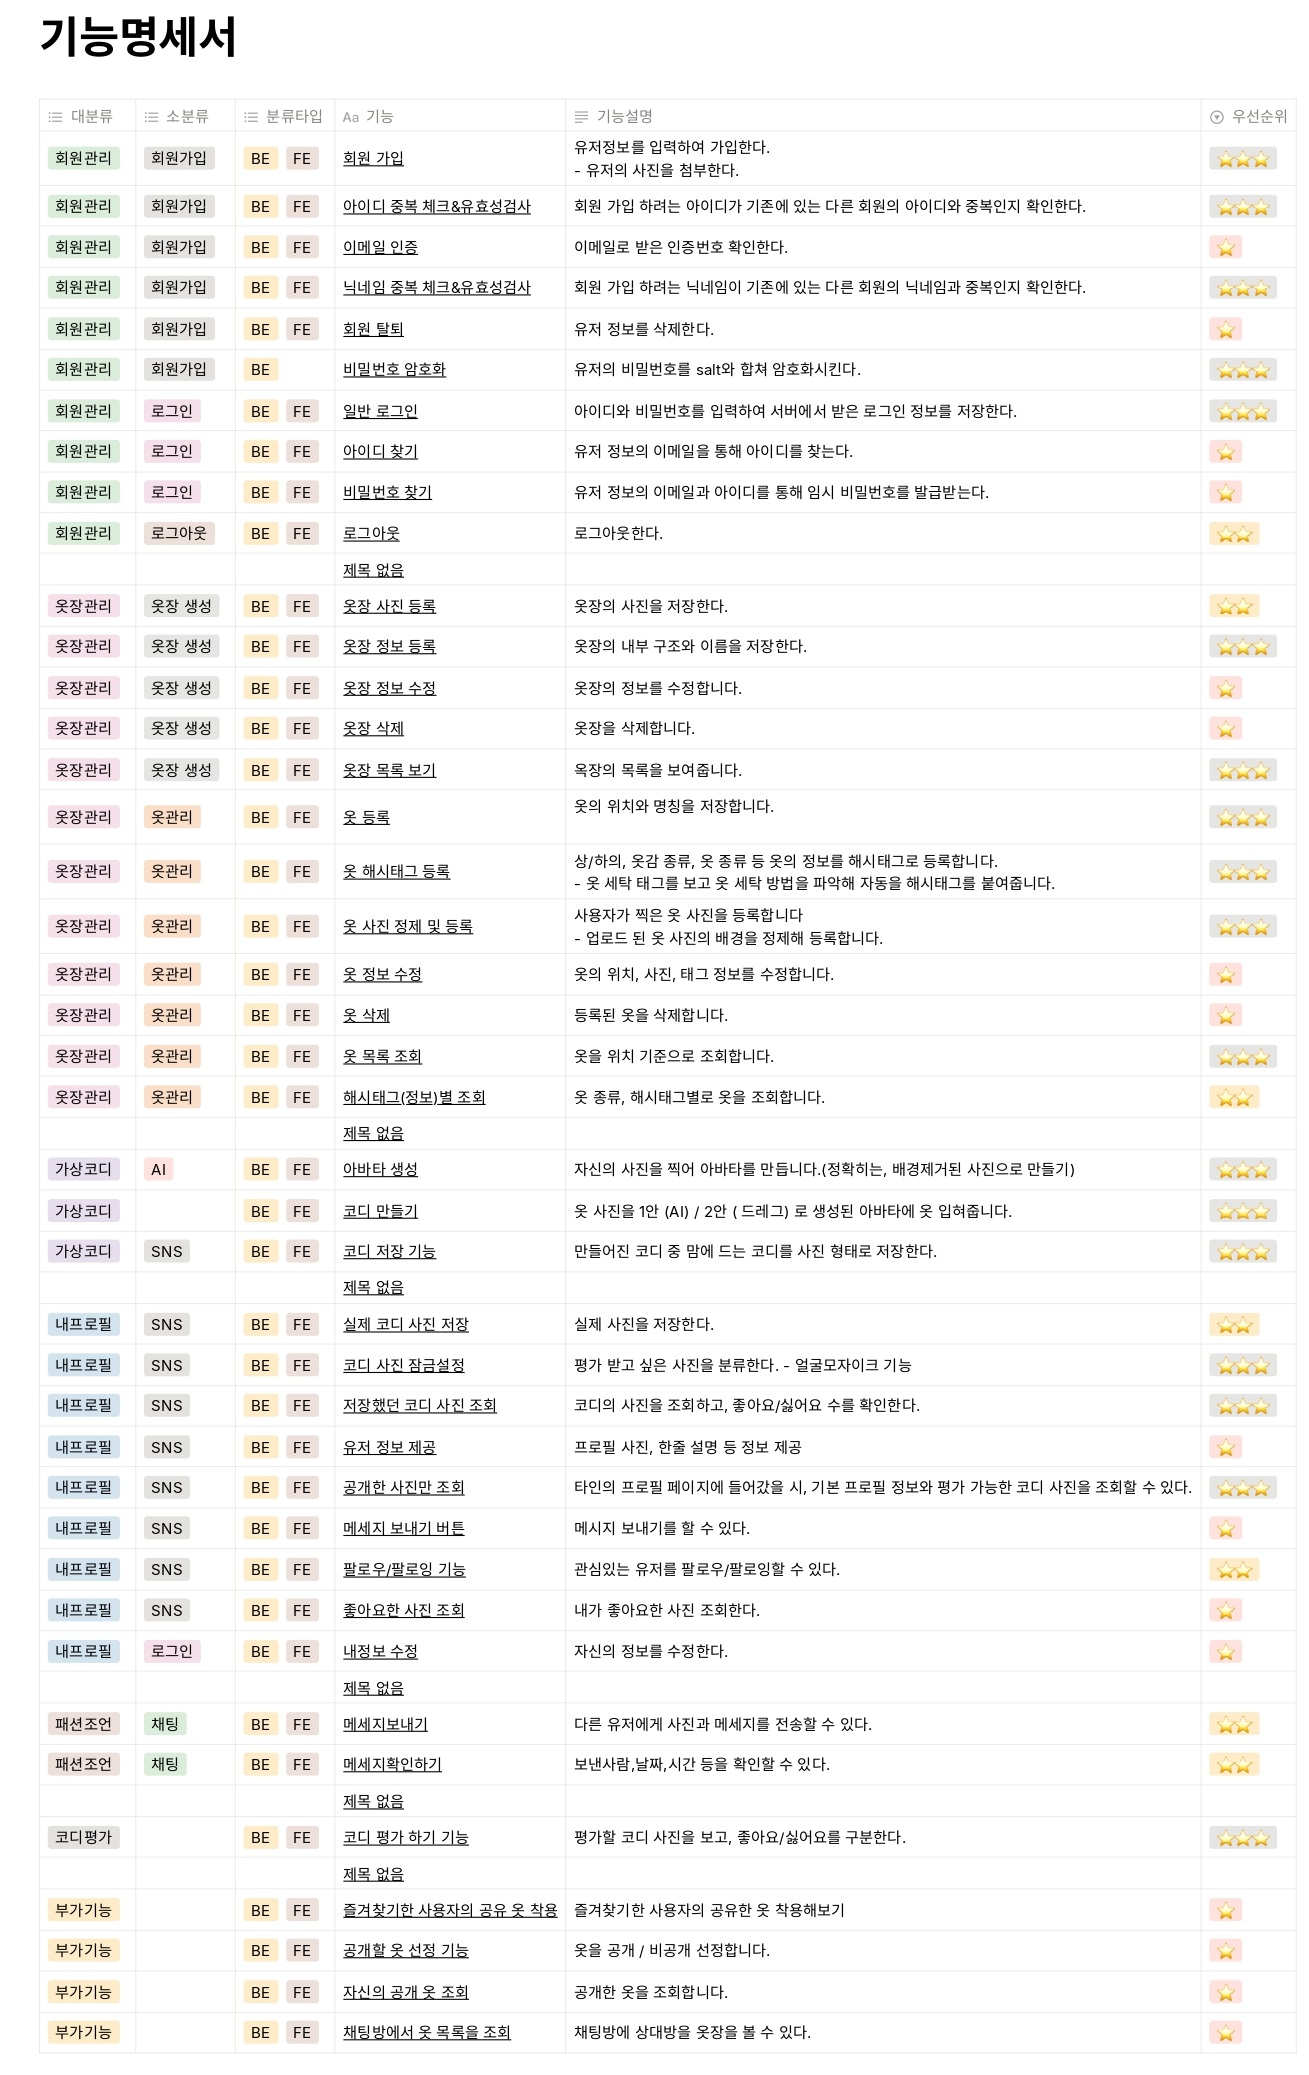 기능명세서
대분류 소분류 분류타입 Aa 기능 기능설명 우선순위
회원관리 회원가입 BE FE 회원 가입 유저정보를 입력하여 가입한다.
- 유저의 사진을 첨부한다. ⭐⭐⭐
회원관리 회원가입 BE FE 아이디 중복 체크&유효성검사 회원 가입 하려는 아이디가 기존에 있는 다른 회원의 아이디와 중복인지 확인한다. ⭐⭐⭐
회원관리 회원가입 BE FE 이메일 인증 이메일로 받은 인증번호 확인한다. ⭐
회원관리 회원가입 BE FE 닉네임 중복 체크&유효성검사 회원 가입 하려는 닉네임이 기존에 있는 다른 회원의 닉네임과 중복인지 확인한다. ⭐⭐⭐
회원관리 회원가입 BE FE 회원 탈퇴 유저 정보를 삭제한다. ⭐
회원관리 회원가입 BE 비밀번호 암호화 유저의 비밀번호를 salt와 합쳐 암호화시킨다. ⭐⭐⭐
회원관리 로그인 BE FE 일반 로그인 아이디와 비밀번호를 입력하여 서버에서 받은 로그인 정보를 저장한다. ⭐⭐⭐
회원관리 로그인 BE FE 아이디 찾기 유저 정보의 이메일을 통해 아이디를 찾는다. ⭐
회원관리 로그인 BE FE 비밀번호 찾기 유저 정보의 이메일과 아이디를 통해 임시 비밀번호를 발급받는다. ⭐
회원관리 로그아웃 BE FE 로그아웃 로그아웃한다. ⭐⭐
제목 없음
옷장관리 옷장 생성 BE FE 옷장 사진 등록 옷장의 사진을 저장한다. ⭐⭐
옷장관리 옷장 생성 BE FE 옷장 정보 등록 옷장의 내부 구조와 이름을 저장한다. ⭐⭐⭐
옷장관리 옷장 생성 BE FE 옷장 정보 수정 옷장의 정보를 수정합니다. ⭐
옷장관리 옷장 생성 BE FE 옷장 삭제 옷장을 삭제합니다. ⭐
옷장관리 옷장 생성 BE FE 옷장 목록 보기 옥장의 목록을 보여줍니다. ⭐⭐⭐
옷장관리 옷관리 BE FE 옷 등록 옷의 위치와 명칭을 저장합니다. ⭐⭐⭐
옷장관리 옷관리 BE FE 옷 해시태그 등록 상/하의, 옷감 종류, 옷 종류 등 옷의 정보를 해시태그로 등록합니다.
- 옷 세탁 태그를 보고 옷 세탁 방법을 파악해 자동을 해시태그를 붙여줍니다. ⭐⭐⭐
옷장관리 옷관리 BE FE 옷 사진 정제 및 등록 사용자가 찍은 옷 사진을 등록합니다
- 업로드 된 옷 사진의 배경을 정제해 등록합니다. ⭐⭐⭐
옷장관리 옷관리 BE FE 옷 정보 수정 옷의 위치, 사진, 태그 정보를 수정합니다. ⭐
옷장관리 옷관리 BE FE 옷 삭제 등록된 옷을 삭제합니다. ⭐
옷장관리 옷관리 BE FE 옷 목록 조회 옷을 위치 기준으로 조회합니다. ⭐⭐⭐
옷장관리 옷관리 BE FE 해시태그(정보)별 조회 옷 종류, 해시태그별로 옷을 조회합니다. ⭐⭐
제목 없음
가상코디 AI BE FE 아바타 생성 자신의 사진을 찍어 아바타를 만듭니다.(정확히는, 배경제거된 사진으로 만들기) ⭐⭐⭐
가상코디 BE FE 코디 만들기 옷 사진을 1안 (AI) / 2안 ( 드레그) 로 생성된 아바타에 옷 입혀줍니다. ⭐⭐⭐
가상코디 SNS BE FE 코디 저장 기능 만들어진 코디 중 맘에 드는 코디를 사진 형태로 저장한다. ⭐⭐⭐
제목 없음
내프로필 SNS BE FE 실제 코디 사진 저장 실제 사진을 저장한다. ⭐⭐
내프로필 SNS BE FE 코디 사진 잠금설정 평가 받고 싶은 사진을 분류한다. - 얼굴모자이크 기능 ⭐⭐⭐
내프로필 SNS BE FE 저장했던 코디 사진 조회 코디의 사진을 조회하고, 좋아요/싫어요 수를 확인한다. ⭐⭐⭐
내프로필 SNS BE FE 유저 정보 제공 프로필 사진, 한줄 설명 등 정보 제공 ⭐
내프로필 SNS BE FE 공개한 사진만 조회 타인의 프로필 페이지에 들어갔을 시, 기본 프로필 정보와 평가 가능한 코디 사진을 조회할 수 있다. ⭐⭐⭐
내프로필 SNS BE FE 메세지 보내기 버튼 메시지 보내기를 할 수 있다. ⭐
내프로필 SNS BE FE 팔로우/팔로잉 기능 관심있는 유저를 팔로우/팔로잉할 수 있다. ⭐⭐
내프로필 SNS BE FE 좋아요한 사진 조회 내가 좋아요한 사진 조회한다. ⭐
내프로필 로그인 BE FE 내정보 수정 자신의 정보를 수정한다. ⭐
제목 없음
패션조언 채팅 BE FE 메세지보내기 다른 유저에게 사진과 메세지를 전송할 수 있다. ⭐⭐
패션조언 채팅 BE FE 메세지확인하기 보낸사람,날짜,시간 등을 확인할 수 있다. ⭐⭐
제목 없음
코디평가 BE FE 코디 평가 하기 기능 평가할 코디 사진을 보고, 좋아요/싫어요를 구분한다. ⭐⭐⭐
제목 없음
부가기능 BE FE 즐겨찾기한 사용자의 공유 옷 착용 즐겨찾기한 사용자의 공유한 옷 착용해보기 ⭐
부가기능 BE FE 공개할 옷 선정 기능 옷을 공개 / 비공개 선정합니다. ⭐
부가기능 BE FE 자신의 공개 옷 조회 공개한 옷을 조회합니다. ⭐
부가기능 BE FE 채팅방에서 옷 목록을 조회 채팅방에 상대방을 옷장을 볼 수 있다. ⭐